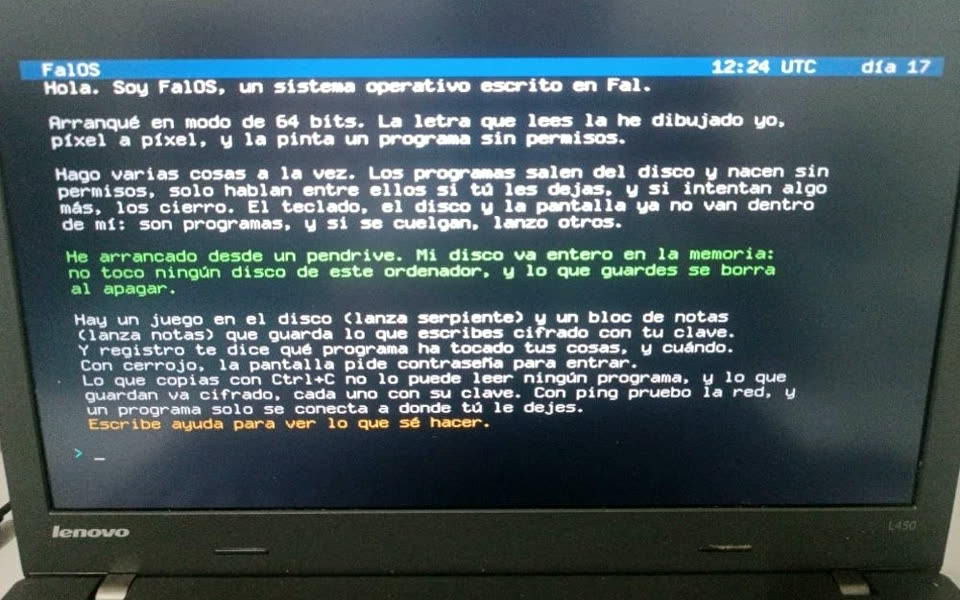 FalOS 12:24 UTC día 17
Hola. Soy FalOS, un sistema operativo escrito en Fal.
Arranqué en modo de 64 bits. La letra que lees la he dibujado yo,
píxel a píxel, y la pinta un programa sin permisos.
Hago varias cosas a la vez. Los programas salen del disco y nacen sin
permisos, solo hablan entre ellos si tú les dejas, y si intentan algo
más, los cierro. El teclado, el disco y la pantalla ya no van dentro
de mí: son programas, y si se cuelgan, lanzo otros.
He arrancado desde un pendrive. Mi disco va entero en la memoria:
no toco ningún disco de este ordenador, y lo que guardes se borra
al apagar.
Hay un juego en el disco (lanza serpiente) y un bloc de notas
(lanza notas) que guarda lo que escribes cifrado con tu clave.
Y registro te dice qué programa ha tocado tus cosas, y cuándo.
Con cerrojo, la pantalla pide contraseña para entrar.
Lo que copias con Ctrl+C no lo puede leer ningún programa, y lo que
guardan va cifrado, cada uno con su clave. Con ping pruebo la red, y
un programa solo se conecta a donde tú le dejes.
Escribe ayuda para ver lo que sé hacer.
> _
lenovo L450